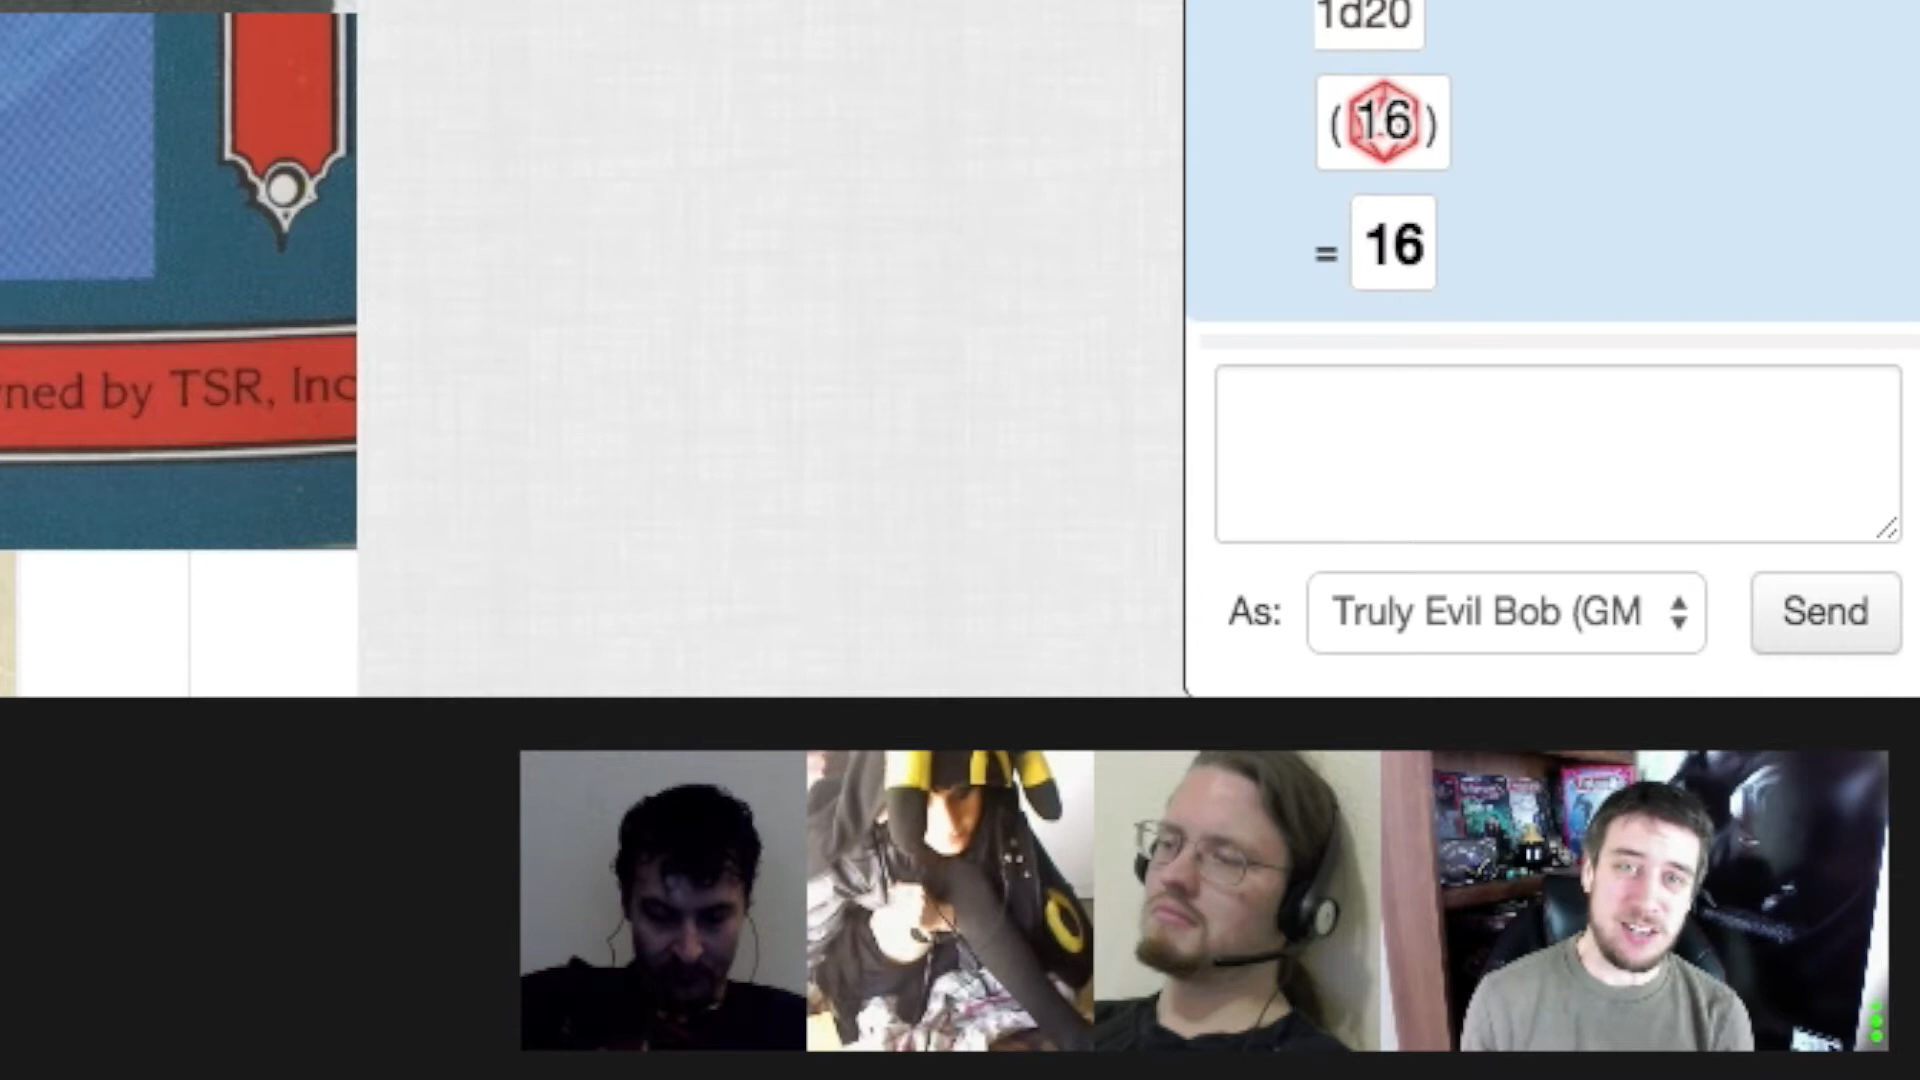 1d20
(16)
= 16
ned by TSR, Inc
As: Truly Evil Bob (GM
Send